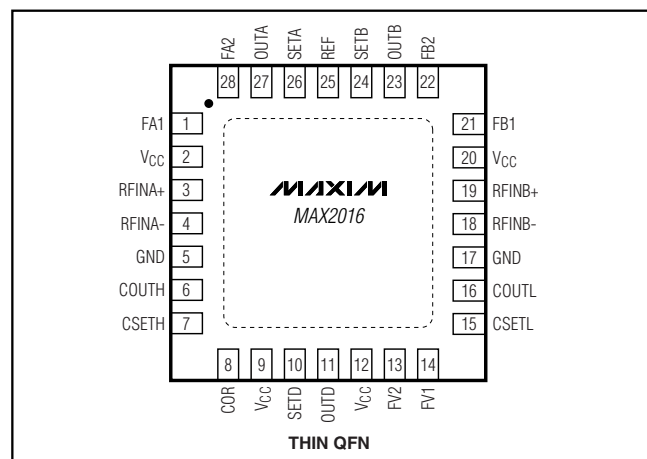 FA2 OUTA SETA REF SETB OUTB FB2
28 27 26 25 24 23 22
FA1 1 21 FB1
VCC 2 20 VCC
RFINA+ 3 19 RFINB+
MAXIM
MAX2016
RFINA- 4 18 RFINB-
GND 5 17 GND
COUTH 6 16 COUTL
CSETH 7 15 CSETL
8 9 10 11 12 13 14
COR VCC SETD OUTD VCC FV2 FV1
THIN QFN